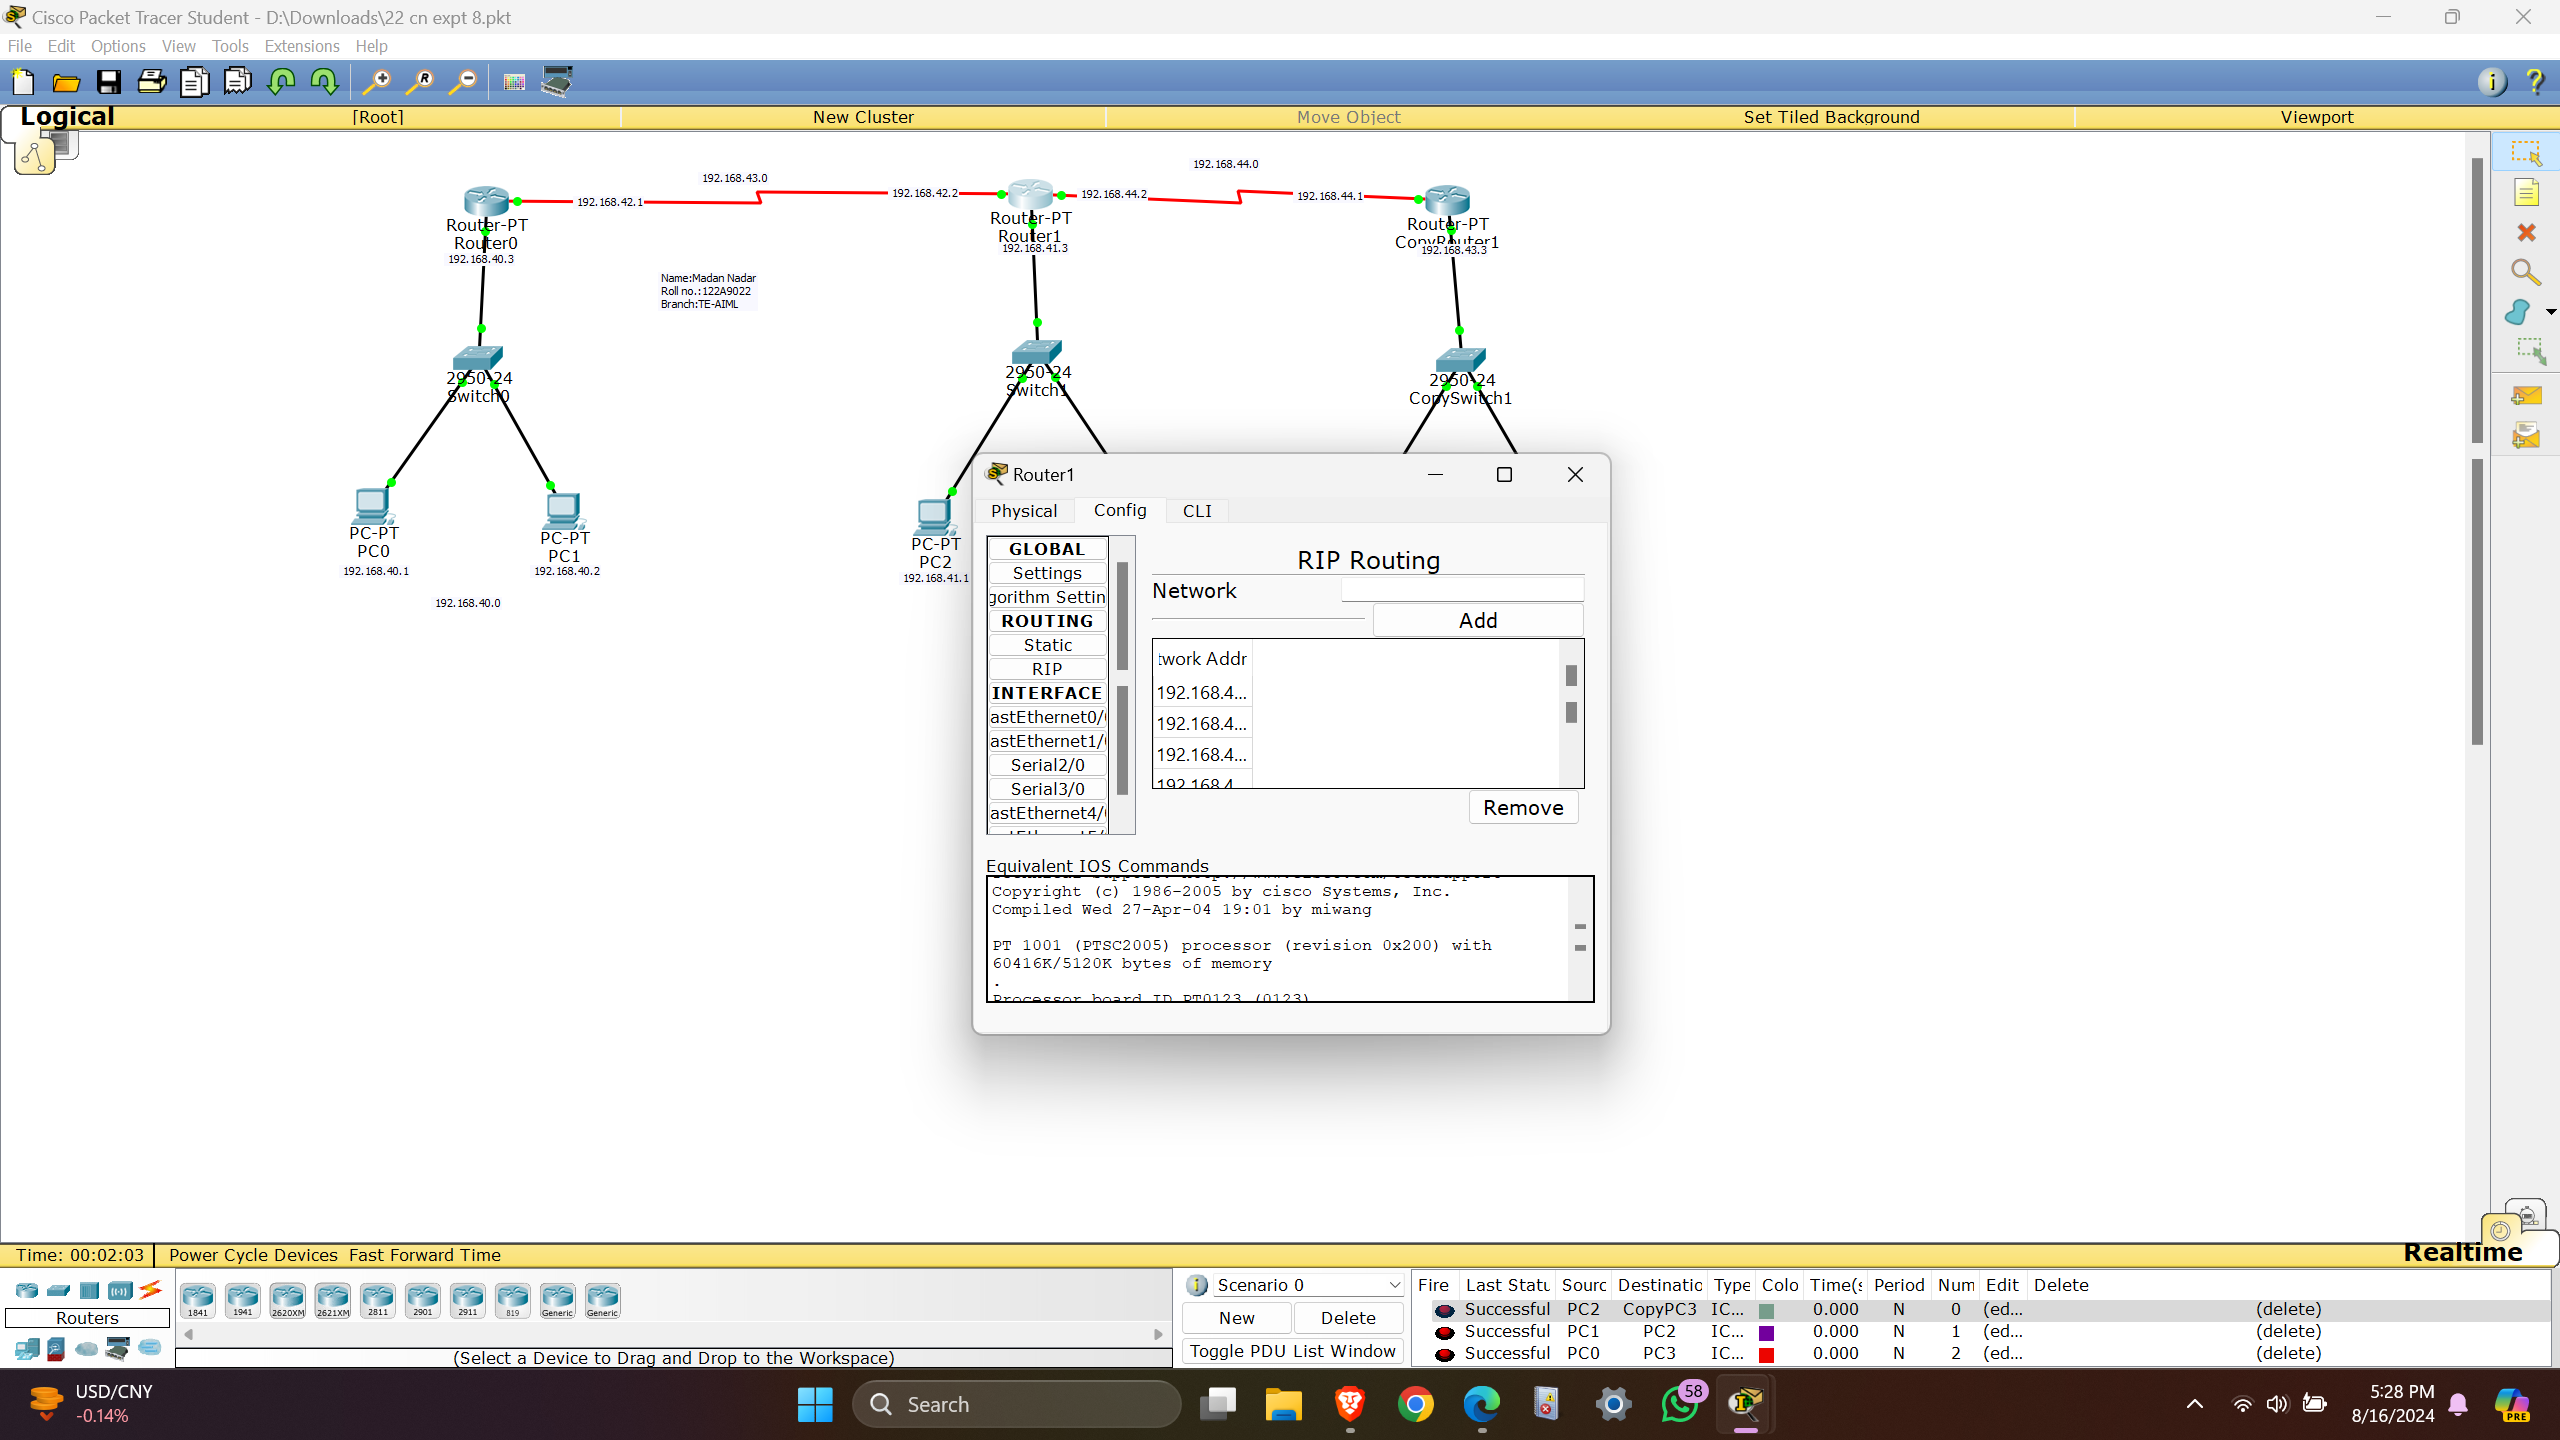 Cisco Packet Tracer Student - D:\Downloads\22 cn expt 8.pkt
File Edit Options View Tools Extensions Help
Logical [Root] New Cluster Move Object Set Tiled Background Viewport
192.168.44.0
192.168.43.0
192.168.42.1 192.168.42.2 192.168.44.2 192.168.44.1
Router-PT
Router0
192.168.40.3
Router-PT
Router1
192.168.41.3
Router-PT
CopyRouter1
192.168.43.3
Name:Madan Nadar
Roll no.:122A9022
Branch:TE-AIML
2950-24
Switch0
2950-24
Switch1
2950-24
CopySwitch1
PC-PT
PC0
192.168.40.1
PC-PT
PC1
192.168.40.2
PC-PT
PC2
192.168.41.1
192.168.40.0
Router1
Physical Config CLI
GLOBAL
Settings
gorithm Settin
ROUTING
Static
RIP
INTERFACE
astEthernet0/
astEthernet1/
Serial2/0
Serial3/0
astEthernet4/
RIP Routing
Network
Add
twork Addr
192.168.4...
192.168.4...
192.168.4...
192.168.4
Remove
Equivalent IOS Commands
Copyright (c) 1986-2005 by cisco Systems, Inc.
Compiled Wed 27-Apr-04 19:01 by miwang
PT 1001 (PTSC2005) processor (revision 0x200) with
60416K/5120K bytes of memory
.
Processor board ID PT0123 (0123)
Time: 00:02:03 Power Cycle Devices Fast Forward Time Realtime
Routers
1841 1941 2620XM 2621XM 2811 2901 2911 819 Generic Generic
(Select a Device to Drag and Drop to the Workspace)
Scenario 0
New Delete
Toggle PDU List Window
Fire Last Statu Sourc Destinatic Type Colo Time(s Period Num Edit Delete
Successful PC2 CopyPC3 IC... 0.000 N 0 (ed... (delete)
Successful PC1 PC2 IC... 0.000 N 1 (ed... (delete)
Successful PC0 PC3 IC... 0.000 N 2 (ed... (delete)
USD/CNY
-0.14%
Search
58
5:28 PM
8/16/2024
PRE